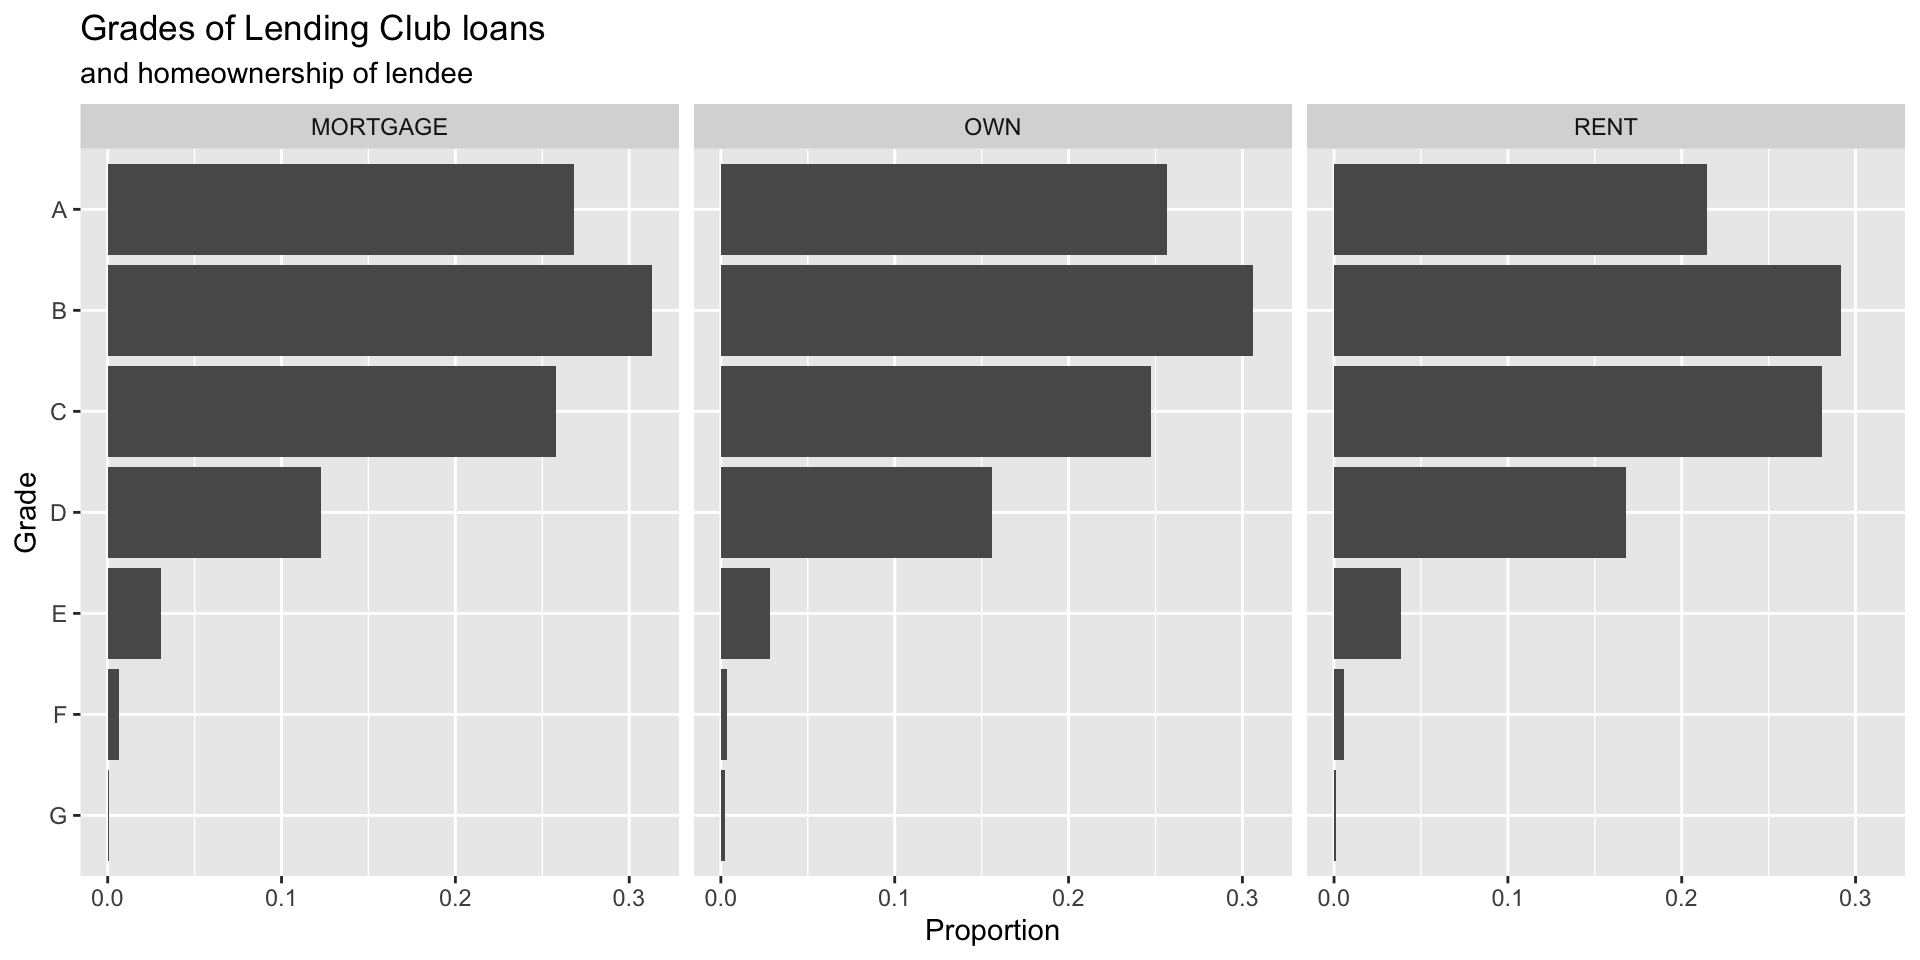 Grades of Lending Club loans
and homeownership of lendee
MORTGAGE
OWN
RENT
Grade
A
B
C
D
E
F
G
0.0 0.1 0.2 0.3
0.0 0.1 0.2 0.3
0.0 0.1 0.2 0.3
Proportion